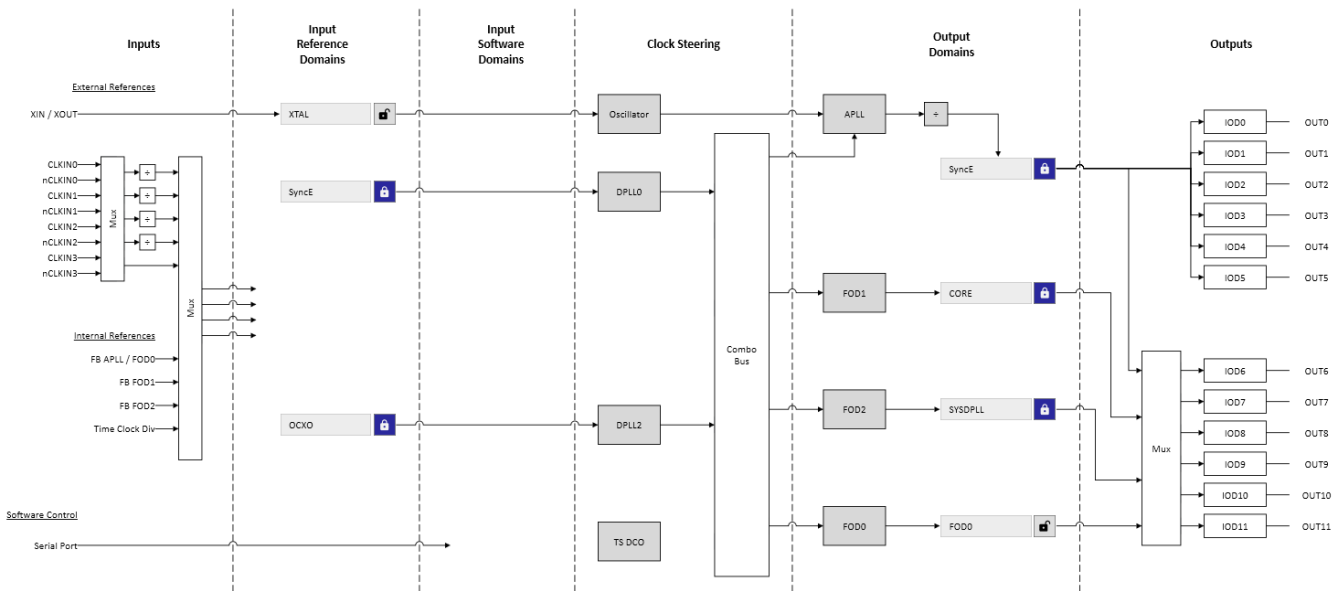 Inputs
Input
Reference
Domains
Input
Software
Domains
Clock Steering
Output
Domains
Outputs
External References
XIN / XOUT
XTAL
Oscillator
APLL
÷
CLKIN0
nCLKIN0
CLKIN1
nCLKIN1
CLKIN2
nCLKIN2
CLKIN3
nCLKIN3
Mux
÷
÷
÷
÷
Mux
Internal References
FB APLL / FOD0
FB FOD1
FB FOD2
Time Clock Div
Software Control
Serial Port
SyncE
OCXO
DPLL0
DPLL2
TS DCO
Combo
Bus
FOD1
FOD2
FOD0
SyncE
CORE
SYSDPLL
FOD0
Mux
IOD0 OUT0
IOD1 OUT1
IOD2 OUT2
IOD3 OUT3
IOD4 OUT4
IOD5 OUT5
IOD6 OUT6
IOD7 OUT7
IOD8 OUT8
IOD9 OUT9
IOD10 OUT10
IOD11 OUT11